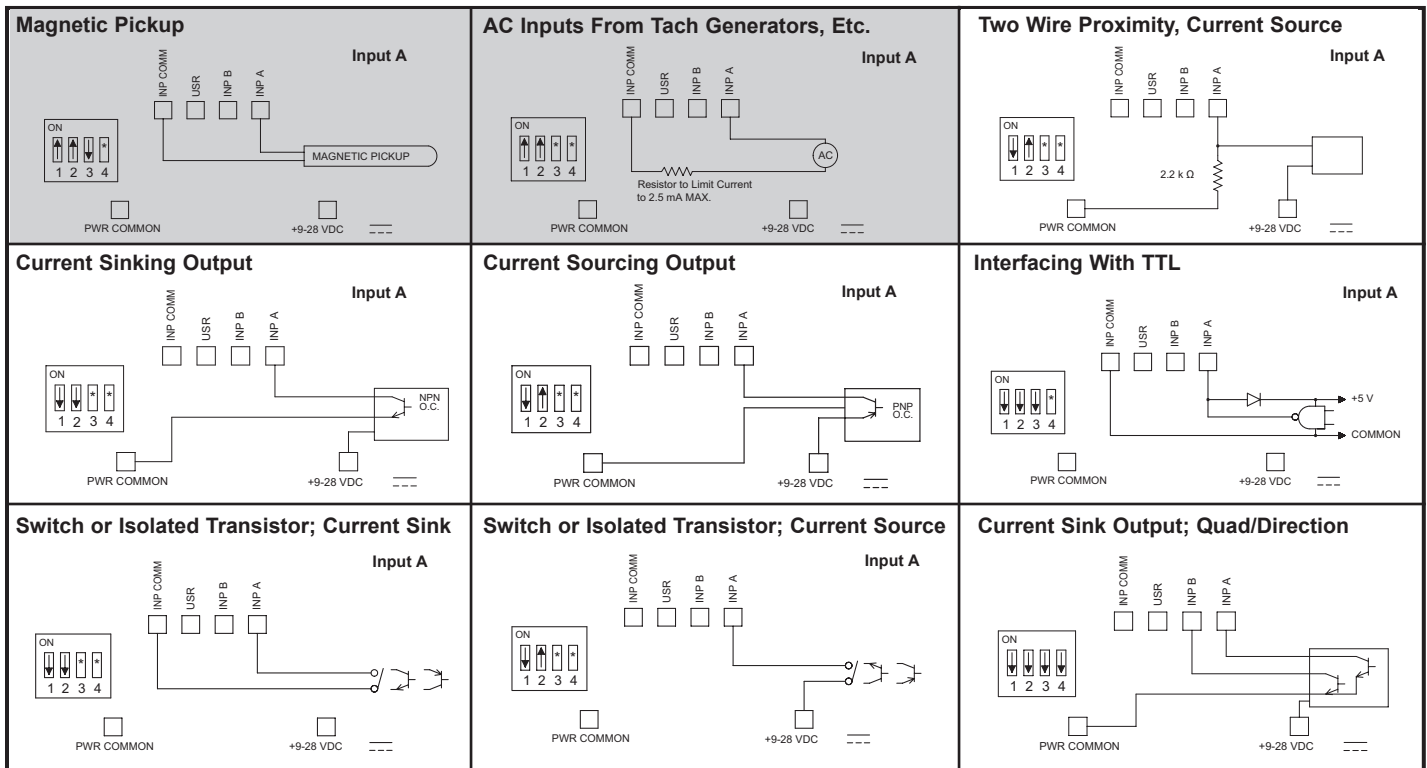 Magnetic Pickup
Input A
INP COMM
USR
INP B
INP A
ON
* 
1 2 3 4
MAGNETIC PICKUP
PWR COMMON
+9-28 VDC
AC Inputs From Tach Generators, Etc.
Input A
INP COMM
USR
INP B
INP A
ON
* *
1 2 3 4
AC
Resistor to Limit Current
to 2.5 mA MAX.
PWR COMMON
+9-28 VDC
Two Wire Proximity, Current Source
Input A
INP COMM
USR
INP B
INP A
ON
* *
1 2 3 4
2.2 k Ω
PWR COMMON
+9-28 VDC
Current Sinking Output
Input A
INP COMM
USR
INP B
INP A
ON
* *
1 2 3 4
NPN
O.C.
PWR COMMON
+9-28 VDC
Current Sourcing Output
Input A
INP COMM
USR
INP B
INP A
ON
* *
1 2 3 4
PNP
O.C.
PWR COMMON
+9-28 VDC
Interfacing With TTL
Input A
INP COMM
USR
INP B
INP A
ON
*
1 2 3 4
+5 V
COMMON
PWR COMMON
+9-28 VDC
Switch or Isolated Transistor; Current Sink
Input A
INP COMM
USR
INP B
INP A
ON
* *
1 2 3 4
PWR COMMON
+9-28 VDC
Switch or Isolated Transistor; Current Source
Input A
INP COMM
USR
INP B
INP A
ON
* *
1 2 3 4
PWR COMMON
+9-28 VDC
Current Sink Output; Quad/Direction
INP COMM
USR
INP B
INP A
ON
1 2 3 4
PWR COMMON
+9-28 VDC